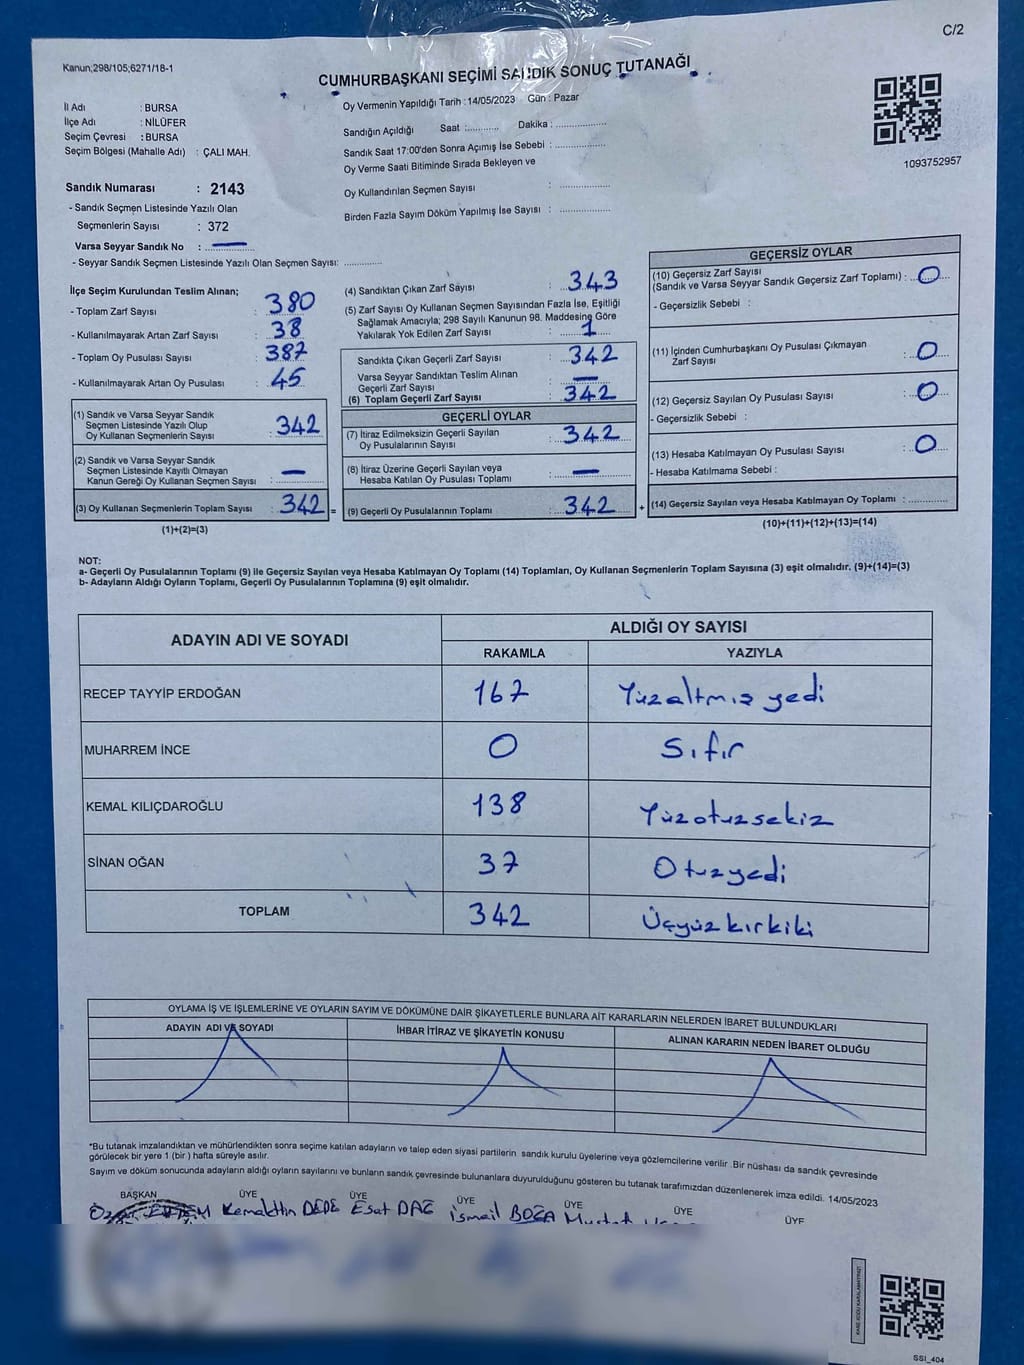 C/2
Kanun;298/105;6271/18-1
CUMHURBAŞKANI SEÇİMİ SANDIK SONUÇ TUTANAĞI
İl Adı : BURSA
İlçe Adı : NİLÜFER
Seçim Çevresi : BURSA
Seçim Bölgesi (Mahalle Adı) : ÇALI MAH.
Oy Vermenin Yapıldığı Tarih : 14/05/2023 Gün : Pazar
Sandığın Açıldığı Saat :........... Dakika : ..................
Sandık Saat 17:00'den Sonra Açımış İse Sebebi : ..................
Oy Verme Saati Bitiminde Sırada Bekleyen ve
Oy Kullandırılan Seçmen Sayısı : ..................
Birden Fazla Sayım Döküm Yapılmış İse Sayısı : ..................
1093752957
Sandık Numarası : 2143
- Sandık Seçmen Listesinde Yazılı Olan
Seçmenlerin Sayısı : 372
Varsa Seyyar Sandık No : —
- Seyyar Sandık Seçmen Listesinde Yazılı Olan Seçmen Sayısı: ..............
İlçe Seçim Kurulundan Teslim Alınan;
- Toplam Zarf Sayısı : 380
- Kullanılmayarak Artan Zarf Sayısı : 38
- Toplam Oy Pusulası Sayısı : 387
- Kullanılmayarak Artan Oy Pusulası : 45
(1) Sandık ve Varsa Seyyar Sandık
Seçmen Listesinde Yazılı Olup
Oy Kullanan Seçmenlerin Sayısı : 342
(2) Sandık ve Varsa Seyyar Sandık
Seçmen Listesinde Kayıtlı Olmayan
Kanun Gereği Oy Kullanan Seçmen Sayısı : —
(3) Oy Kullanan Seçmenlerin Toplam Sayısı : 342 =
(1)+(2)=(3)
(4) Sandıktan Çıkan Zarf Sayısı : 343
(5) Zarf Sayısı Oy Kullanan Seçmen Sayısından Fazla İse, Eşitliği
Sağlamak Amacıyla; 298 Sayılı Kanunun 98. Maddesine Göre
Yakılarak Yok Edilen Zarf Sayısı : 1
Sandıkta Çıkan Geçerli Zarf Sayısı : 342
Varsa Seyyar Sandıktan Teslim Alınan
Geçerli Zarf Sayısı : —
(6) Toplam Geçerli Zarf Sayısı : 342
GEÇERLİ OYLAR
(7) İtiraz Edilmeksizin Geçerli Sayılan
Oy Pusulalarının Sayısı : 342
(8) İtiraz Üzerine Geçerli Sayılan veya
Hesaba Katılan Oy Pusulası Toplamı : —
(9) Geçerli Oy Pusulalarının Toplamı : 342 +
GEÇERSİZ OYLAR
(10) Geçersiz Zarf Sayısı
(Sandık ve Varsa Seyyar Sandık Geçersiz Zarf Toplamı) : 0
- Geçersizlik Sebebi :
(11) İçinden Cumhurbaşkanı Oy Pusulası Çıkmayan
Zarf Sayısı : 0
(12) Geçersiz Sayılan Oy Pusulası Sayısı : 0
- Geçersizlik Sebebi :
(13) Hesaba Katılmayan Oy Pusulası Sayısı : 0
- Hesaba Katılmama Sebebi :
(14) Geçersiz Sayılan veya Hesaba Katılmayan Oy Toplamı : ..............
(10)+(11)+(12)+(13)=(14)
NOT:
a- Geçerli Oy Pusulalarının Toplamı (9) ile Geçersiz Sayılan veya Hesaba Katılmayan Oy Toplamı (14) Toplamları, Oy Kullanan Seçmenlerin Toplam Sayısına (3) eşit olmalıdır. (9)+(14)=(3)
b- Adayların Aldığı Oyların Toplamı, Geçerli Oy Pusulalarının Toplamına (9) eşit olmalıdır.
ADAYIN ADI VE SOYADI
ALDIĞI OY SAYISI
RAKAMLA YAZIYLA
RECEP TAYYİP ERDOĞAN 167 Yüzaltmış yedi
MUHARREM İNCE 0 Sıfır
KEMAL KILIÇDAROĞLU 138 Yüzotuzsekiz
SİNAN OĞAN 37 Otuzyedi
TOPLAM 342 Üçyüzkırkiki
OYLAMA İŞ VE İŞLEMLERİNE VE OYLARIN SAYIM VE DÖKÜMÜNE DAİR ŞİKAYETLERLE BUNLARA AİT KARARLARIN NELERDEN İBARET BULUNDUKLARI
ADAYIN ADI VE SOYADI İHBAR İTİRAZ VE ŞİKAYETİN KONUSU ALINAN KARARIN NEDEN İBARET OLDUĞU
*Bu tutanak imzalandıktan ve mühürlendikten sonra seçime katılan adayların ve talep eden siyasi partilerin sandık kurulu üyelerine veya gözlemcilerine verilir. Bir nüshası da sandık çevresinde
görülecek bir yere 1 (bir ) hafta süreyle asılır.
Sayım ve döküm sonucunda adayların aldığı oyların sayılarını ve bunların sandık çevresinde bulunanlara duyurulduğunu gösteren bu tutanak tarafımızdan düzenlenerek imza edildi. 14/05/2023
BAŞKAN ÜYE ÜYE ÜYE ÜYE ÜYE ÜYE
Kemalettin DEDE Esat DAĞ İsmail BOĞA
KARE KODU KARALAMAYINIZ!
SSI_404